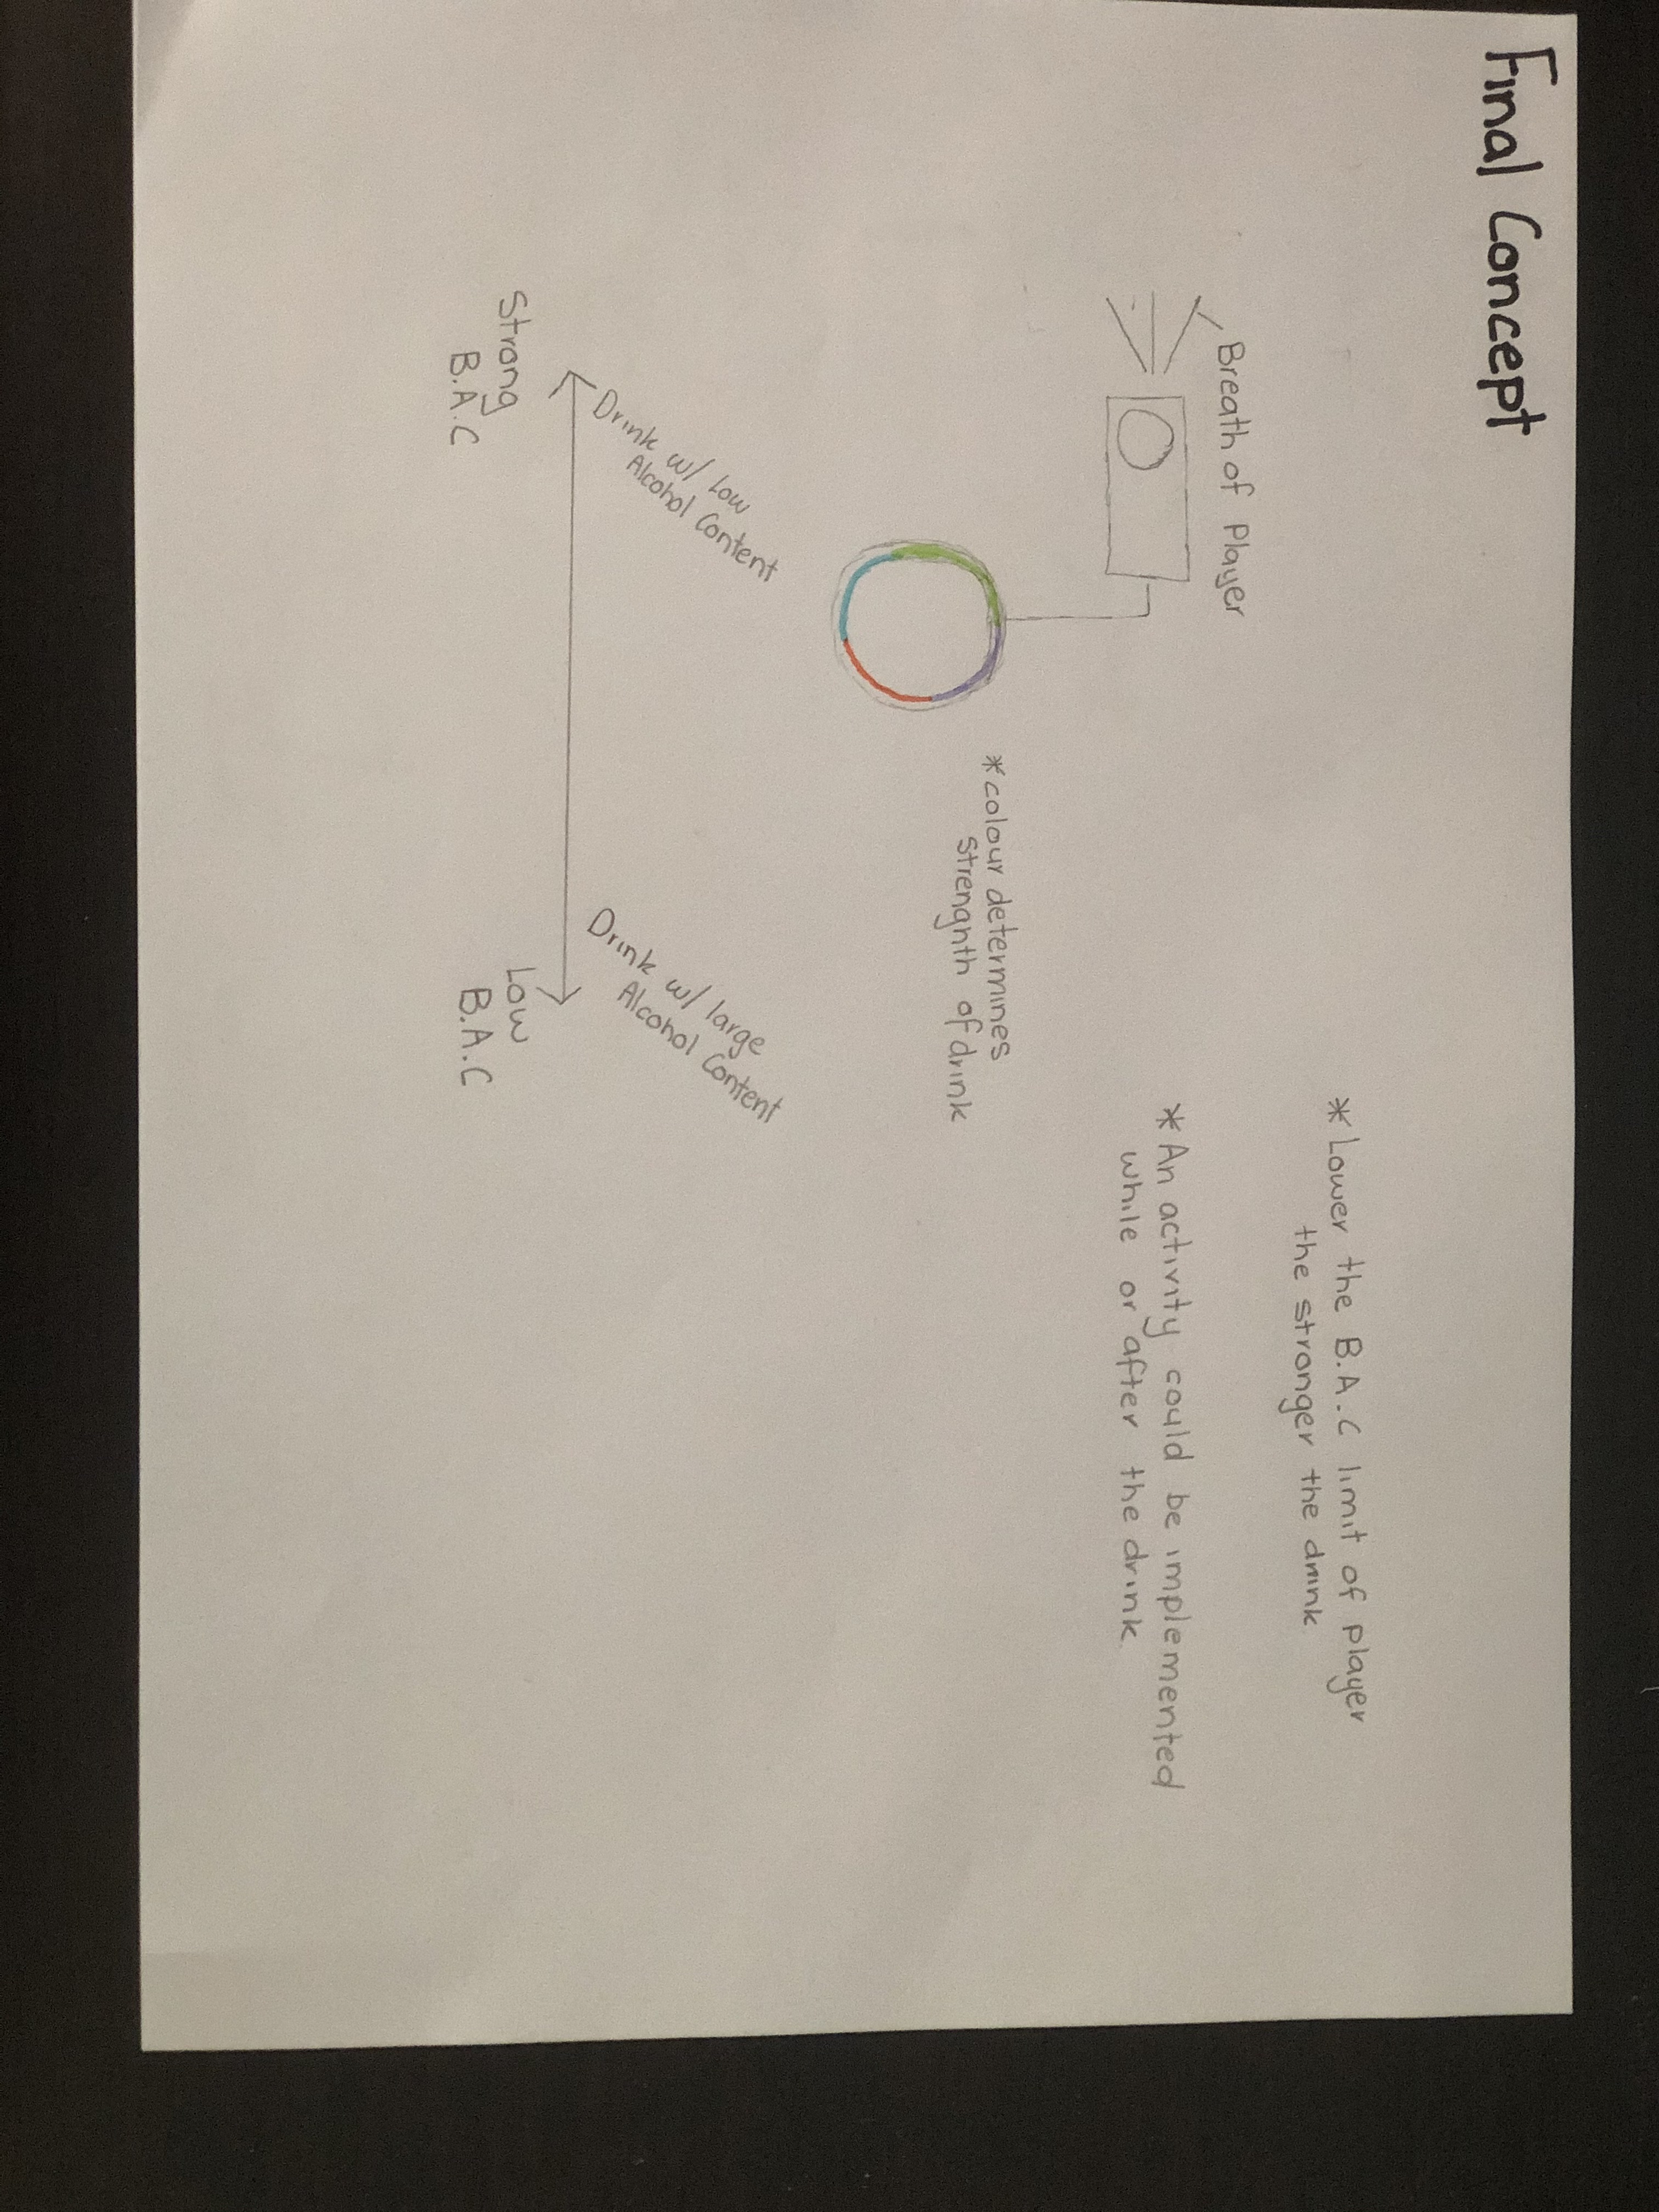 Final Concept
Breath of Player
*Lower the B.A.C limit of player
the stronger the drink
*An activity could be implemented
while or after the drink
*colour determines
strengnth of drink
Drink w/ low
Alcohol Content
Drink w/ large
Alcohol Content
Strong
B.A.C
Low
B.A.C